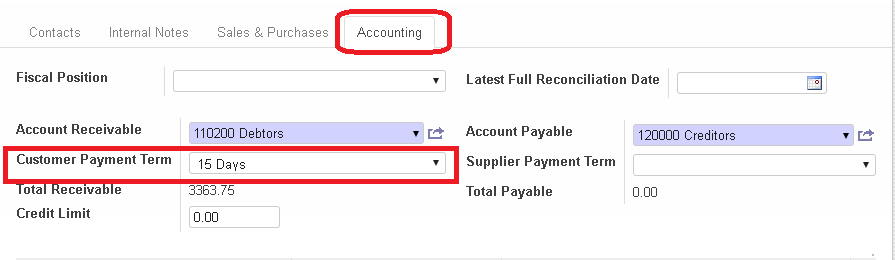 Contacts Internal Notes Sales & Purchases Accounting
Fiscal Position Latest Full Reconciliation Date
Account Receivable 110200 Debtors Account Payable 120000 Creditors
Customer Payment Term 15 Days Supplier Payment Term
Total Receivable 3363.75 Total Payable 0.00
Credit Limit 0.00